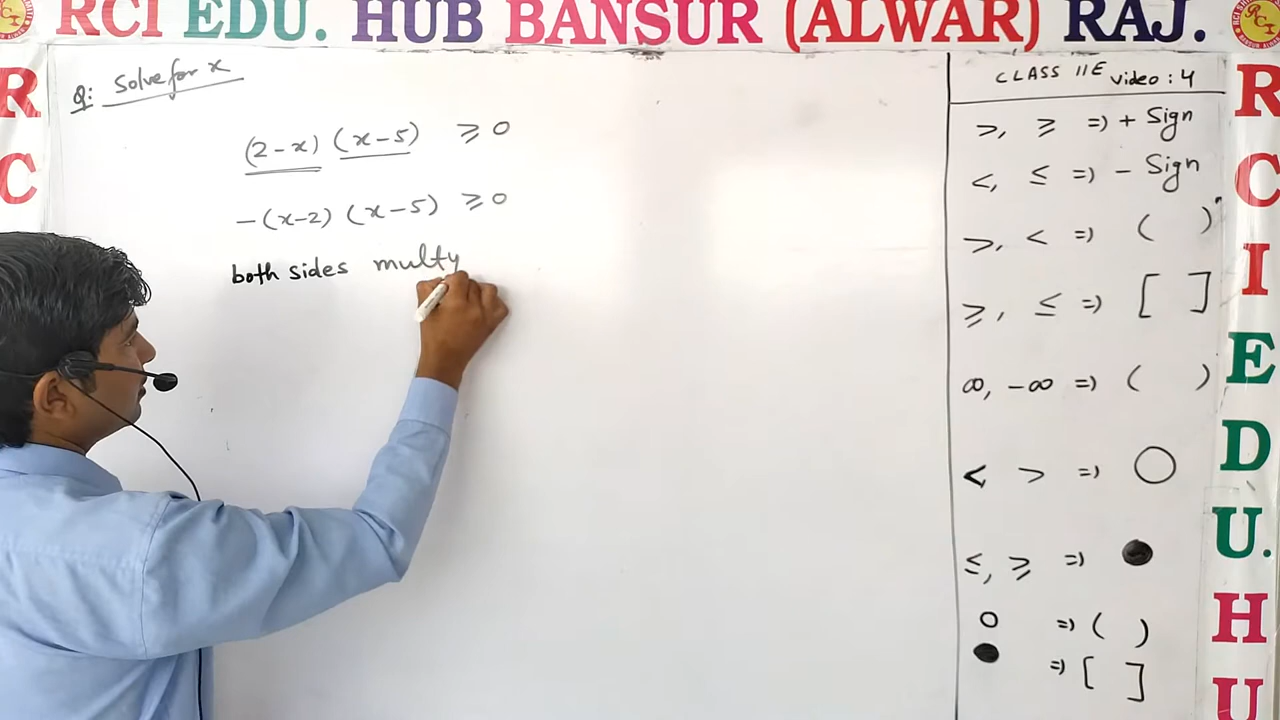 RCI EDU. HUB BANSUR (ALWAR) RAJ.
R
C
Q: Solve for x
(2-x) (x-5) ≥ 0
-(x-2) (x-5) ≥ 0
both sides multy
CLASS 11E video : 4
>, ≥ => + Sign
<, ≤ => - Sign
>, < => ( )
≥, ≤ => [ ]
∞, -∞ => ( )
< > => ○
≤, ≥ => ●
○ => ( )
● => [ ]
R
C
I
E
D
U.
H
U